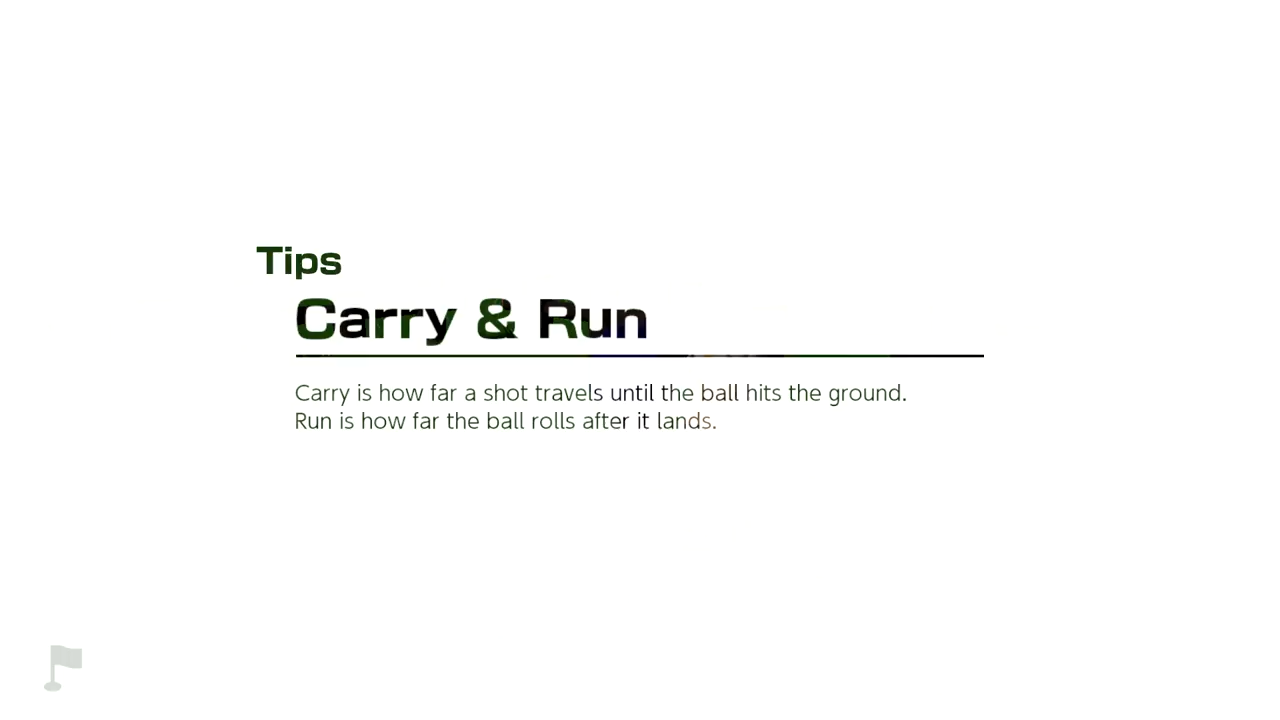 Tips
Carry & Run
Carry is how far a shot travels until the ball hits the ground.
Run is how far the ball rolls after it lands.